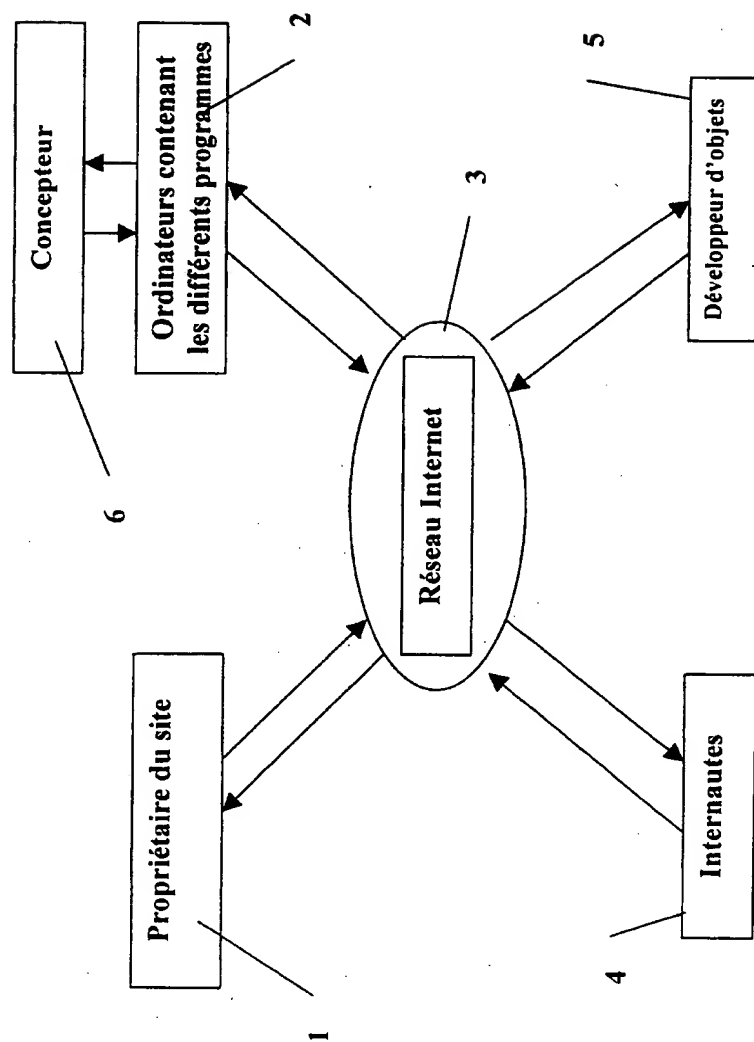 Concepteur
6
Ordinateurs contenant
les différents programmes
2
Propriétaire du site
1
Réseau Internet
3
Internautes
4
Développeur d'objets
5